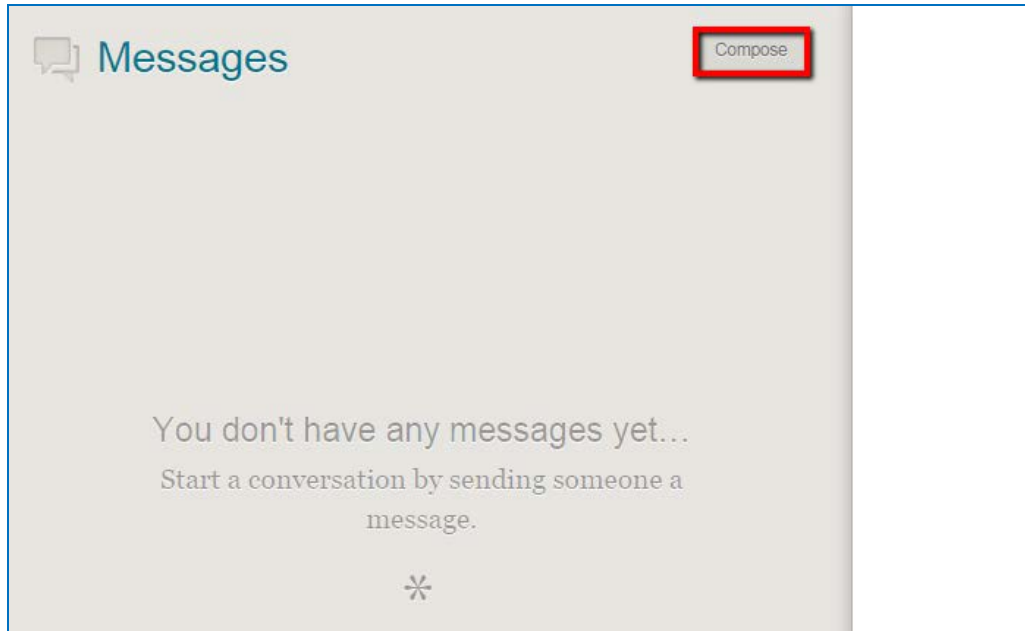 Messages
Compose
You don't have any messages yet...
Start a conversation by sending someone a
message.
*